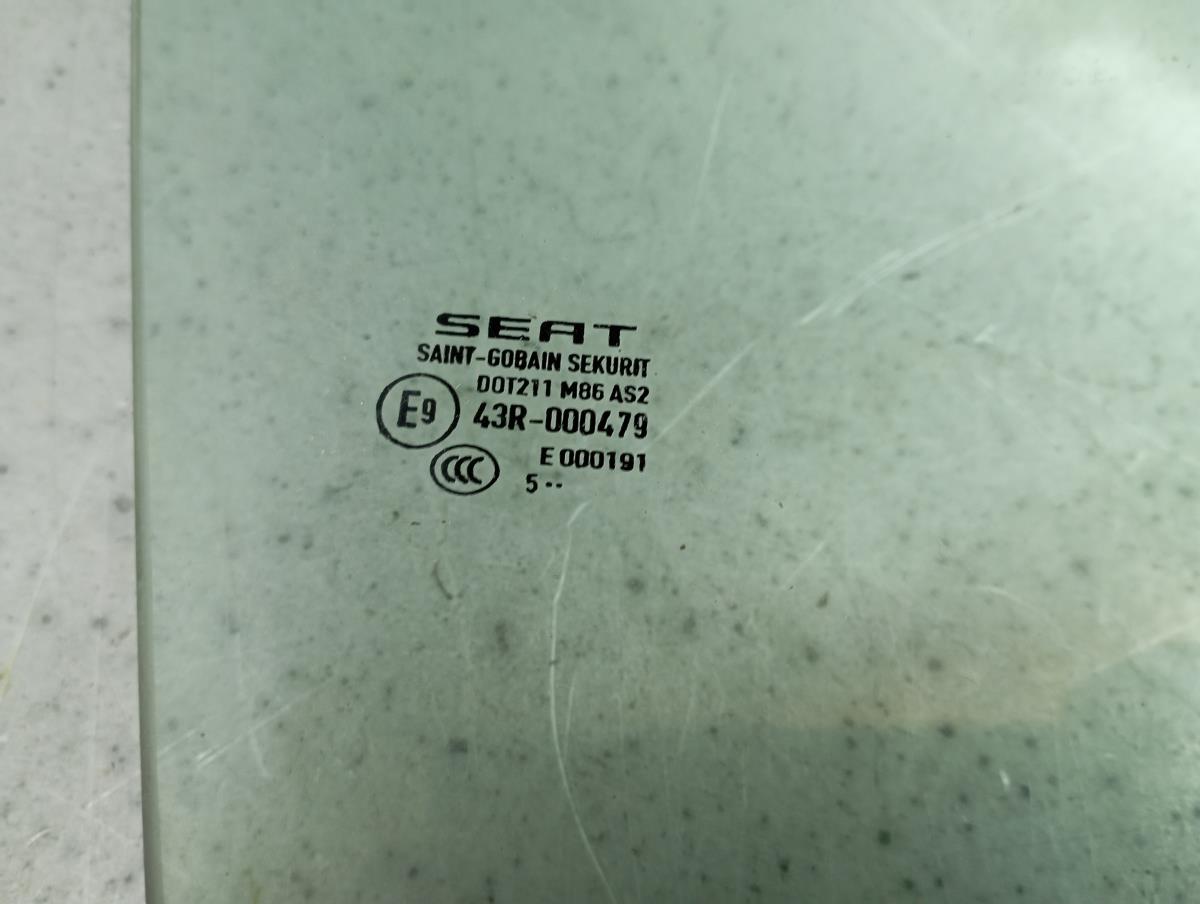 SEAT
SAINT-GOBAIN SEKURIT
DOT211 M86 AS2
E9 43R-000479
E 000191
CCC 5 ··